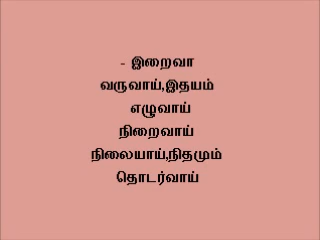 - இறைவா
வருவாய்,இதயம்
எழுவாய்
நிறைவாய்
நிலையாய்,நிதமும்
தொடர்வாய்